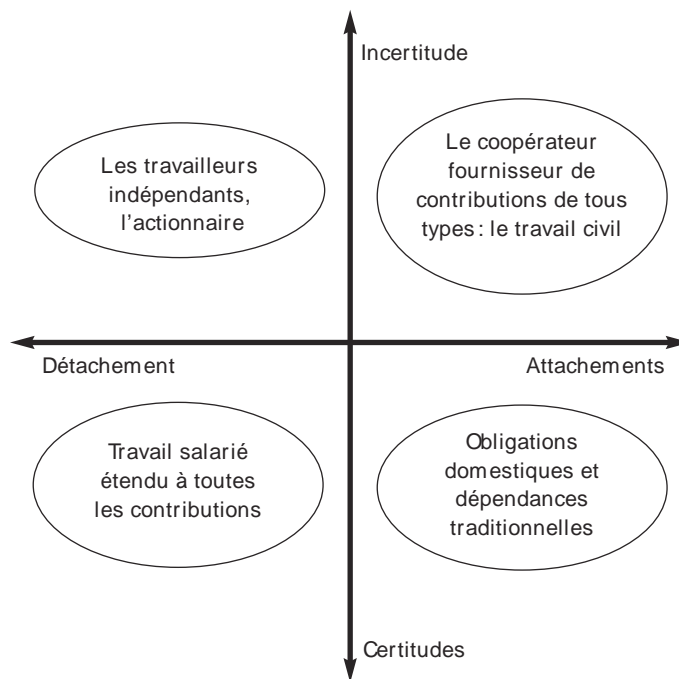 Incertitude
Les travailleurs
indépendants,
l'actionnaire
Le coopérateur
fournisseur de
contributions de tous
types : le travail civil
Détachement
Attachements
Travail salarié
étendu à toutes
les contributions
Obligations
domestiques et
dépendances
traditionnelles
Certitudes